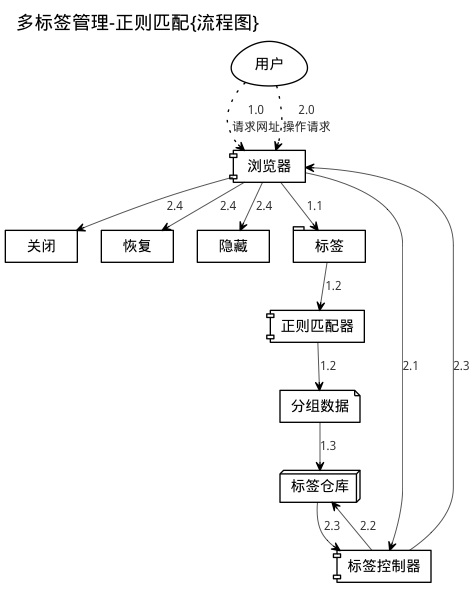 多标签管理-正则匹配{流程图}
用户
1.0
请求网址
2.0
操作请求
浏览器
2.4
2.4
2.4
1.1
关闭
恢复
隐藏
标签
1.2
正则匹配器
1.2
2.1
2.3
分组数据
1.3
标签仓库
2.3
2.2
标签控制器